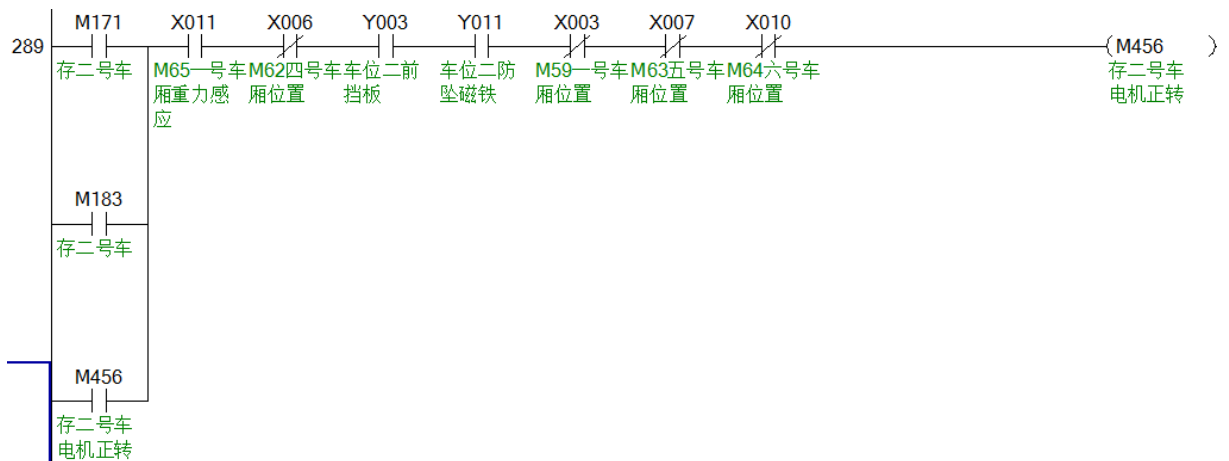 M171 X011 X006 Y003 Y011 X003 X007 X010
289 (M456 )
存二号车 M65一号车 M62四号车 车位二前 车位二防 M59一号车 M63五号车 M64六号车 存二号车
厢重力感 厢位置 挡板 坠磁铁 厢位置 厢位置 厢位置 电机正转
应
M183
存二号车
M456
存二号车
电机正转